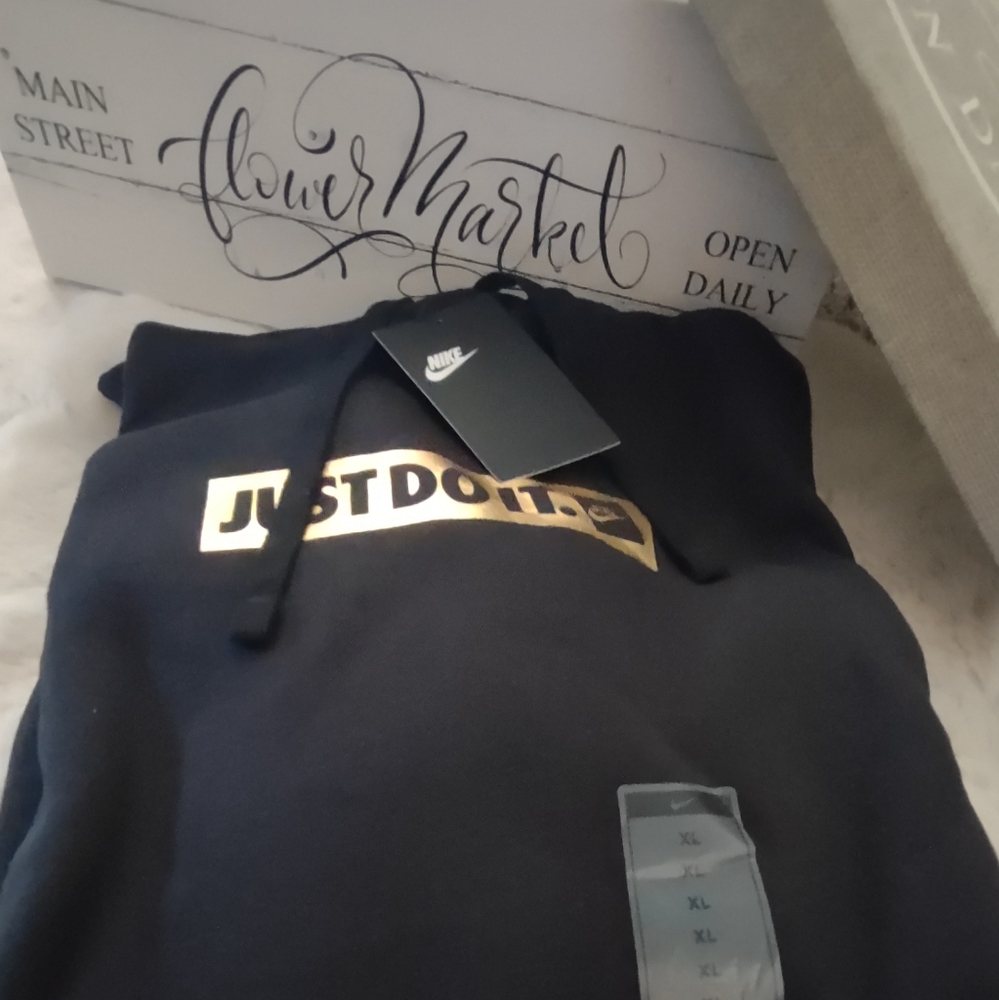 MAIN
STREET
flower Market
OPEN
DAILY
NIKE
JUST DO IT.
XL
XL
XL
XL
XL